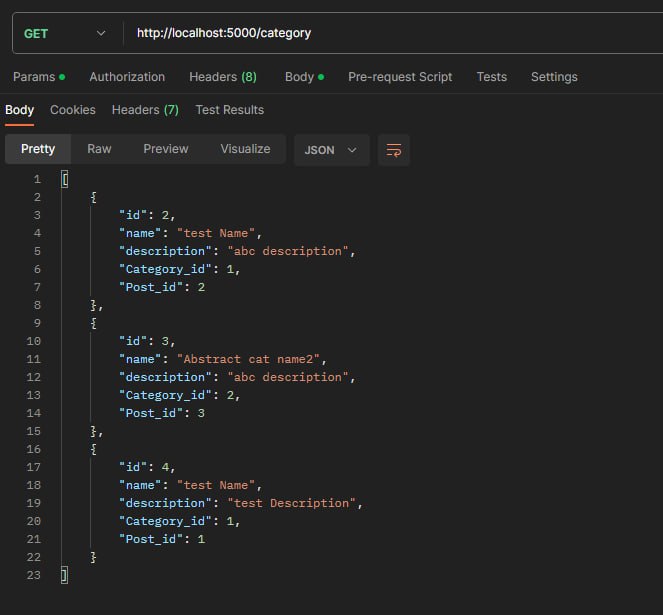 GET http://localhost:5000/category
Params Authorization Headers (8) Body Pre-request Script Tests Settings
Body Cookies Headers (7) Test Results
Pretty Raw Preview Visualize JSON
1 [
2 {
3 "id": 2,
4 "name": "test Name",
5 "description": "abc description",
6 "Category_id": 1,
7 "Post_id": 2
8 },
9 {
10 "id": 3,
11 "name": "Abstract cat name2",
12 "description": "abc description",
13 "Category_id": 2,
14 "Post_id": 3
15 },
16 {
17 "id": 4,
18 "name": "test Name",
19 "description": "test Description",
20 "Category_id": 1,
21 "Post_id": 1
22 }
23 ]